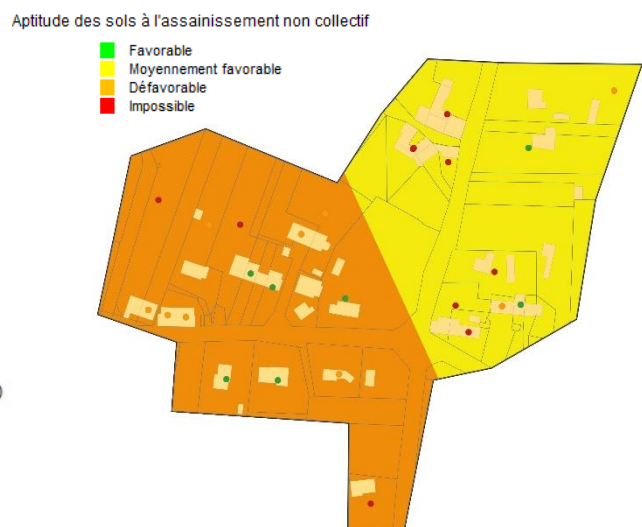 Aptitude des sols à l'assainissement non collectif
Favorable
Moyennement favorable
Défavorable
Impossible